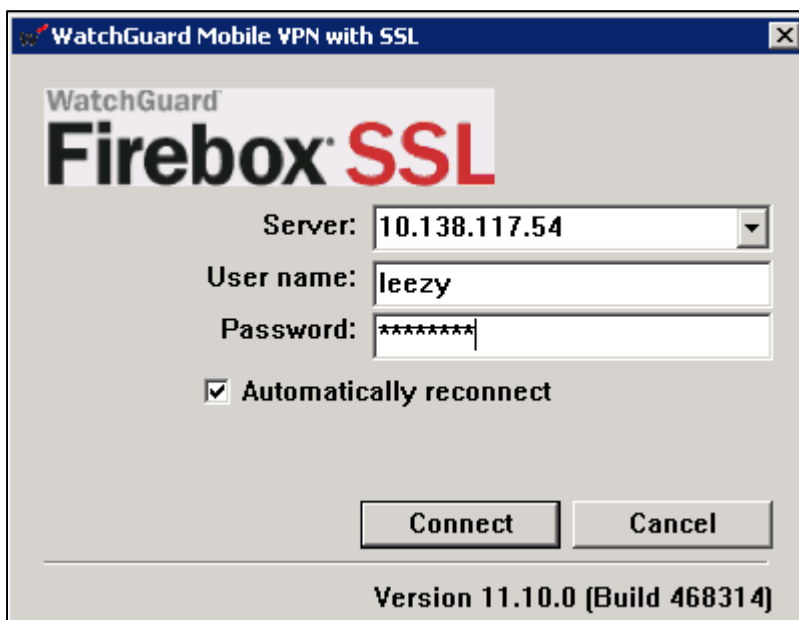 WatchGuard Mobile VPN with SSL
WatchGuard
Firebox SSL
Server: 10.138.117.54
User name: leezy
Password: ********
Automatically reconnect
Connect Cancel
Version 11.10.0 (Build 468314)